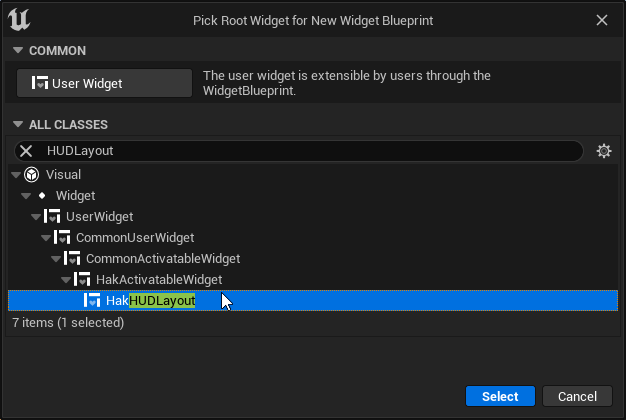 Pick Root Widget for New Widget Blueprint
COMMON
User Widget
The user widget is extensible by users through the
WidgetBlueprint.
ALL CLASSES
HUDLayout
Visual
Widget
UserWidget
CommonUserWidget
CommonActivatableWidget
HakActivatableWidget
HakHUDLayout
7 items (1 selected)
Select
Cancel